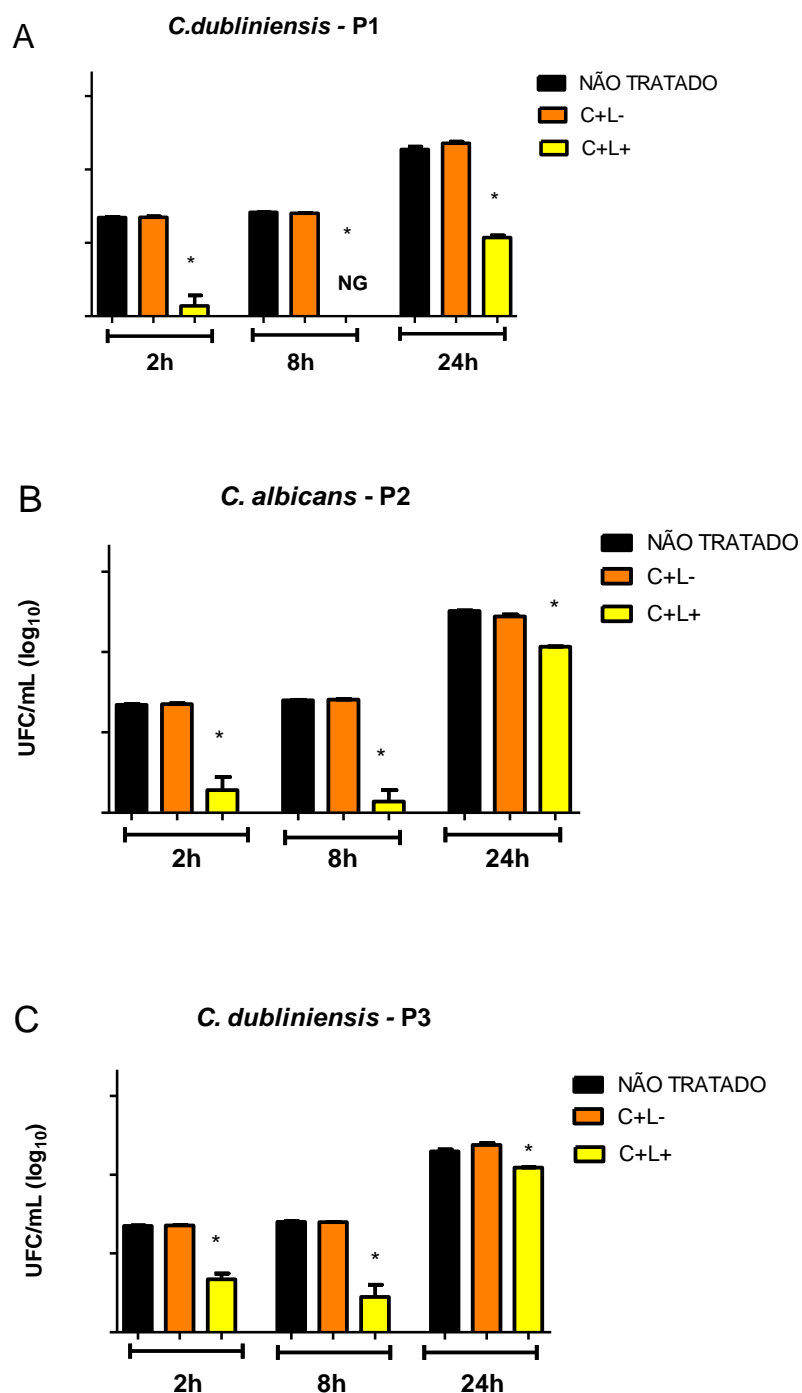 A
C.dubliniensis - P1
NÃO TRATADO
C+L-
C+L+
*
*
*
NG
2h
8h
24h
B
C. albicans - P2
NÃO TRATADO
C+L-
C+L+
UFC/mL (log10)
*
*
*
2h
8h
24h
C
C. dubliniensis - P3
NÃO TRATADO
C+L-
C+L+
UFC/mL (log10)
*
*
*
2h
8h
24h